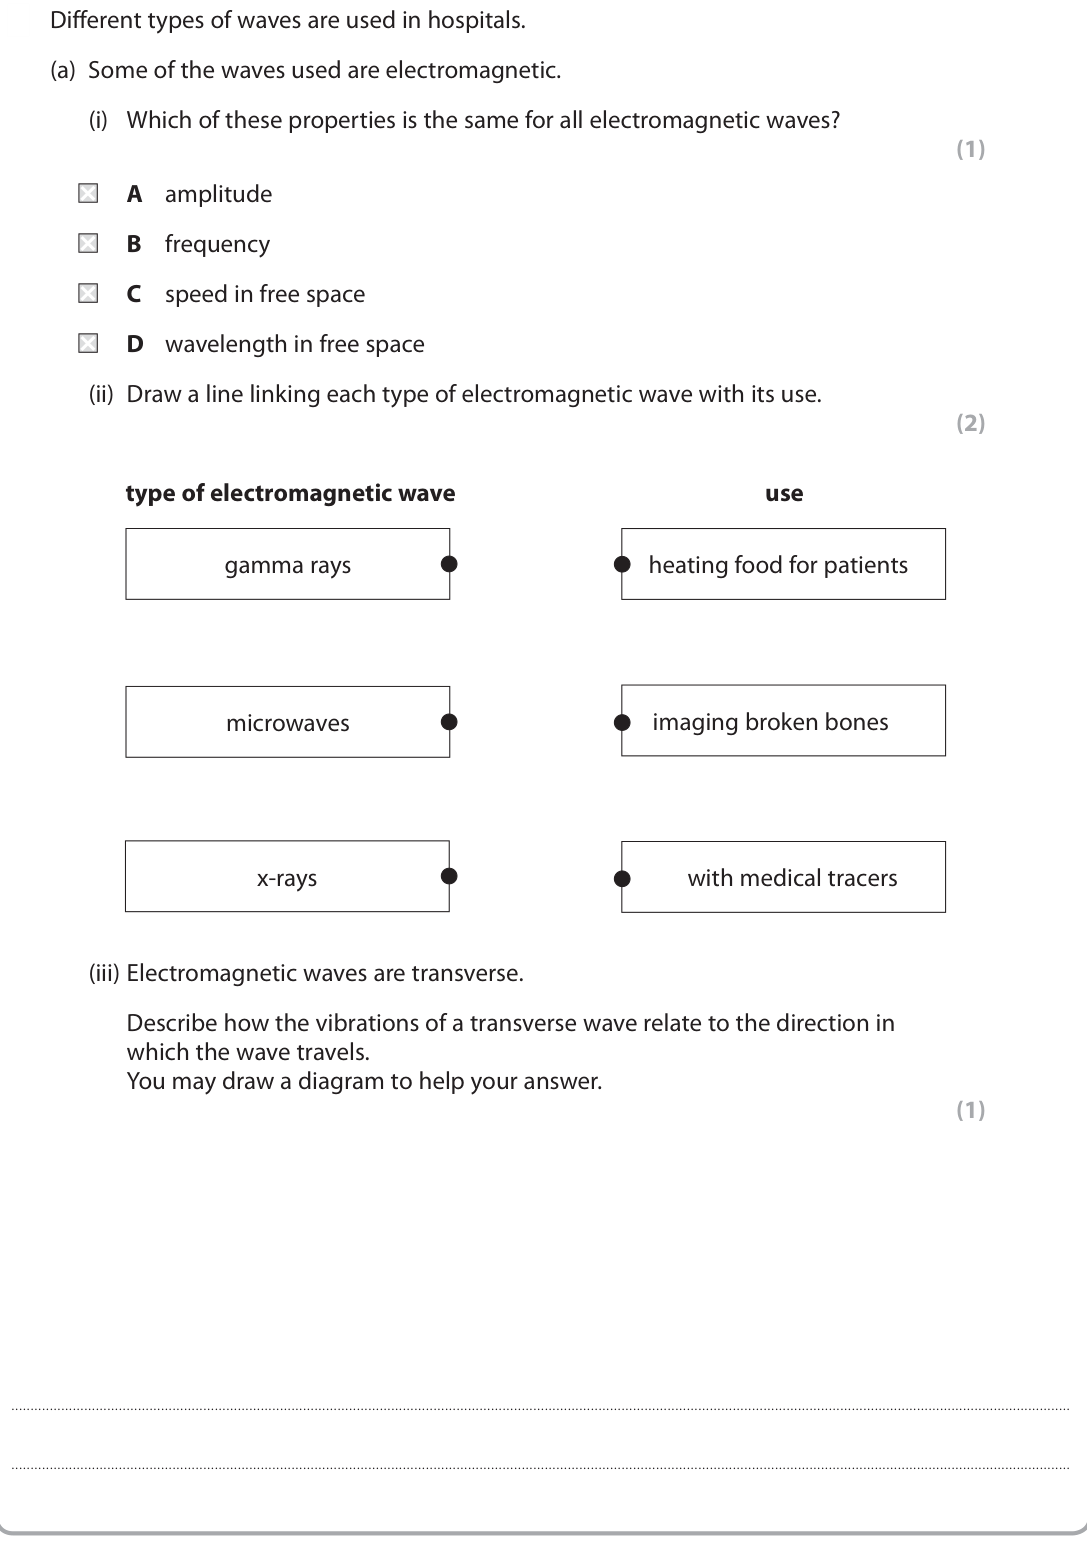 Different types of waves are used in hospitals.
(a) Some of the waves used are electromagnetic.
(i) Which of these properties is the same for all electromagnetic waves?
(1)
A amplitude
B frequency
C speed in free space
D wavelength in free space
(ii) Draw a line linking each type of electromagnetic wave with its use.
(2)
type of electromagnetic wave use
gamma rays heating food for patients
microwaves imaging broken bones
x-rays with medical tracers
(iii) Electromagnetic waves are transverse.
Describe how the vibrations of a transverse wave relate to the direction in
which the wave travels.
You may draw a diagram to help your answer.
(1)